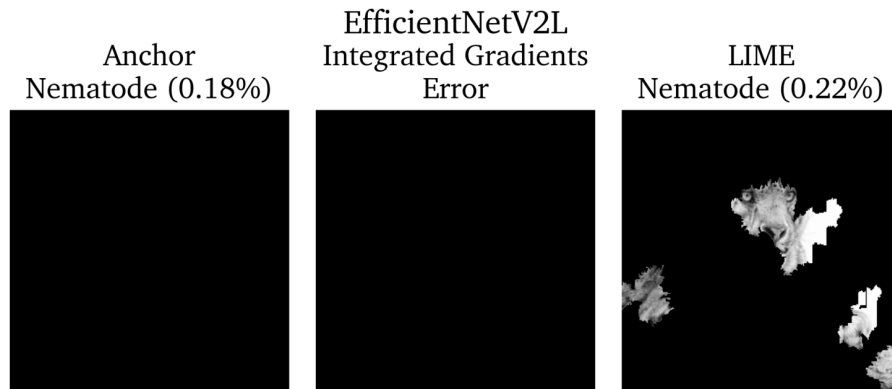 EfficientNetV2L
Anchor
Nematode (0.18%)
Integrated Gradients
Error
LIME
Nematode (0.22%)